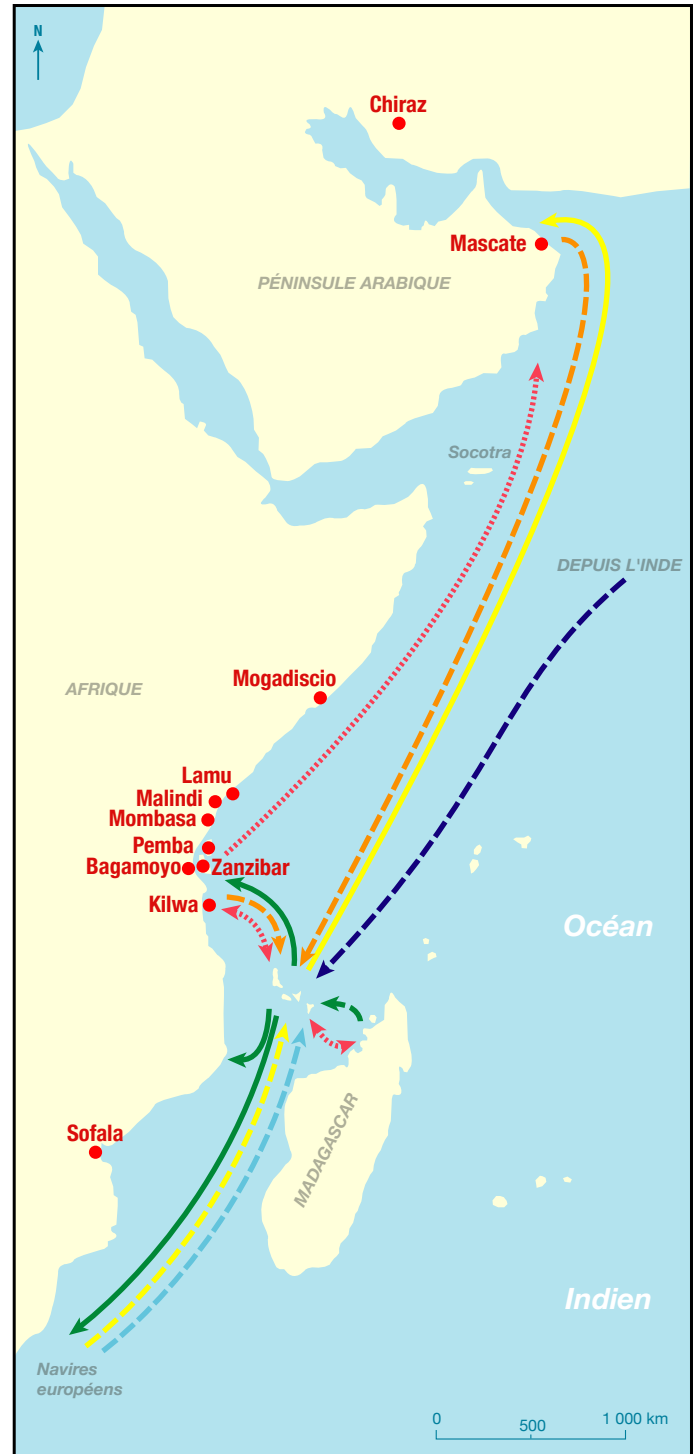 N
Chiraz
Mascate
PÉNINSULE ARABIQUE
Socotra
DEPUIS L'INDE
AFRIQUE
Mogadiscio
Lamu
Malindi
Mombasa
Pemba
Bagamoyo
Zanzibar
Kilwa
Océan
Sofala
MADAGASCAR
Indien
Navires
européens
0
500
1 000 km